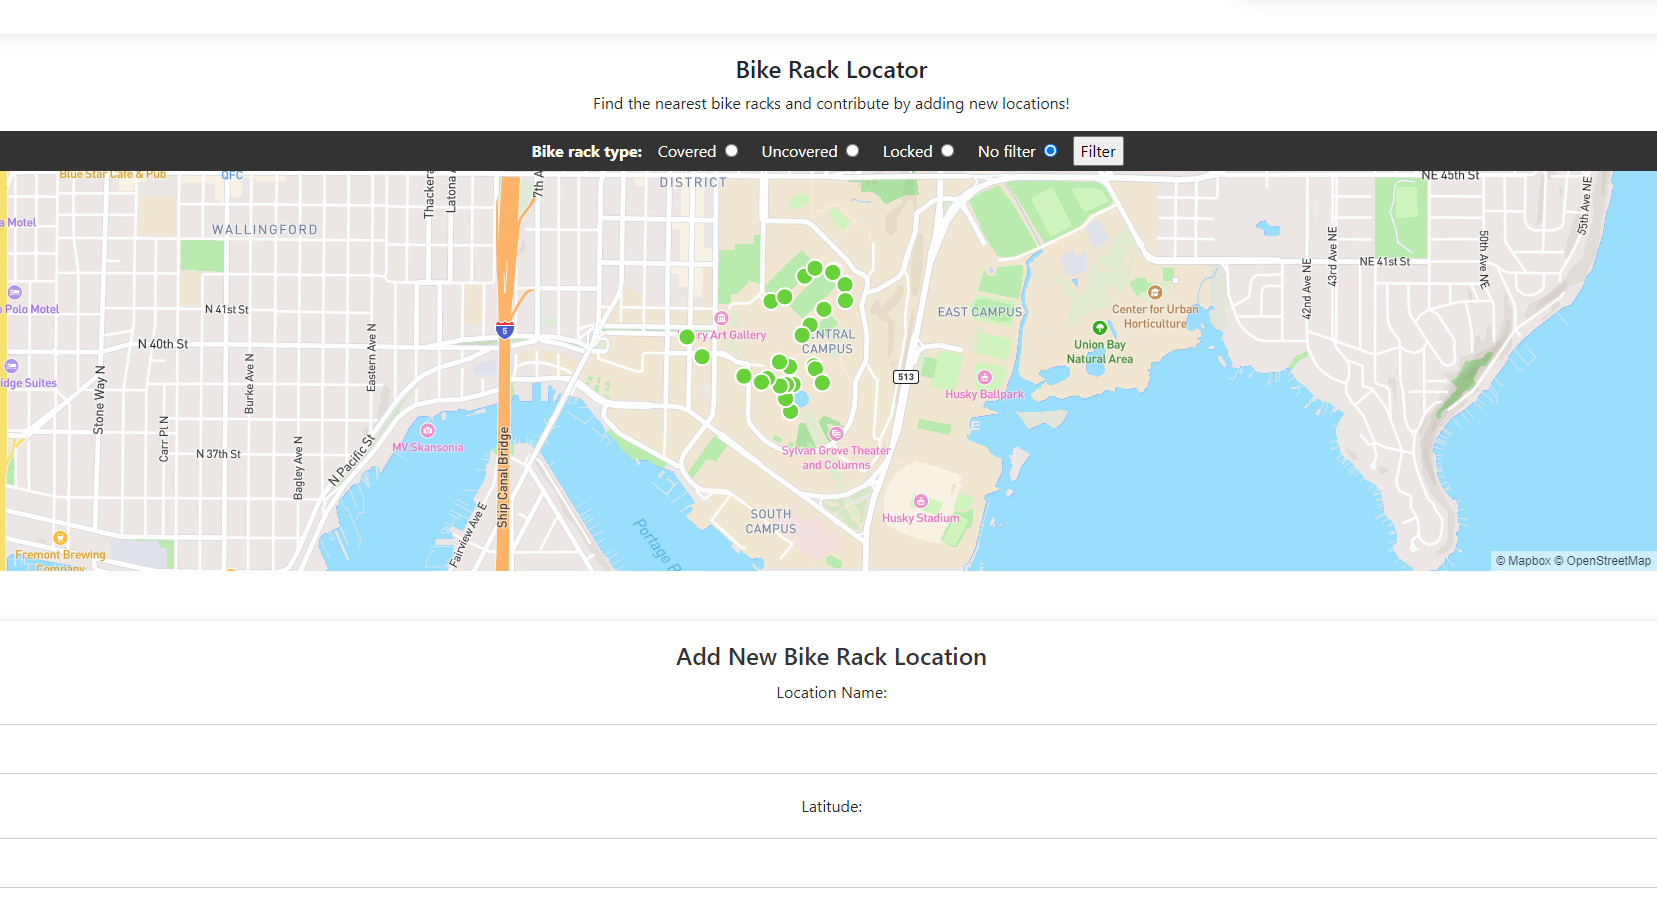 Bike Rack Locator
Find the nearest bike racks and contribute by adding new locations!
Bike rack type: Covered Uncovered Locked No filter Filter
Blue Star Cafe & Pub
QFC
Thackera
Latona A
7th A
DISTRICT
NE 45th St
55th Ave NE
a Motel
WALLINGFORD
50th Ave NE
43rd Ave NE
42nd Ave NE
NE 41st St
Polo Motel
N 41st St
EAST CAMPUS
Center for Urban
Horticulture
5
ry Art Gallery
ENTRAL
CAMPUS
Union Bay
Natural Area
N 40th St
Eastern Ave N
Burke Ave N
idge Suites
Stone Way N
513
Husky Ballpark
Carr Pl N
MV Skansonia
Sylvan Grove Theater
and Columns
N 37th St
Bagley Ave N
N Pacific St
Ship Canal Bridge
Fairview Ave E
SOUTH
CAMPUS
Husky Stadium
Portage B
Fremont Brewing
Company
© Mapbox © OpenStreetMap
Add New Bike Rack Location
Location Name:
Latitude: